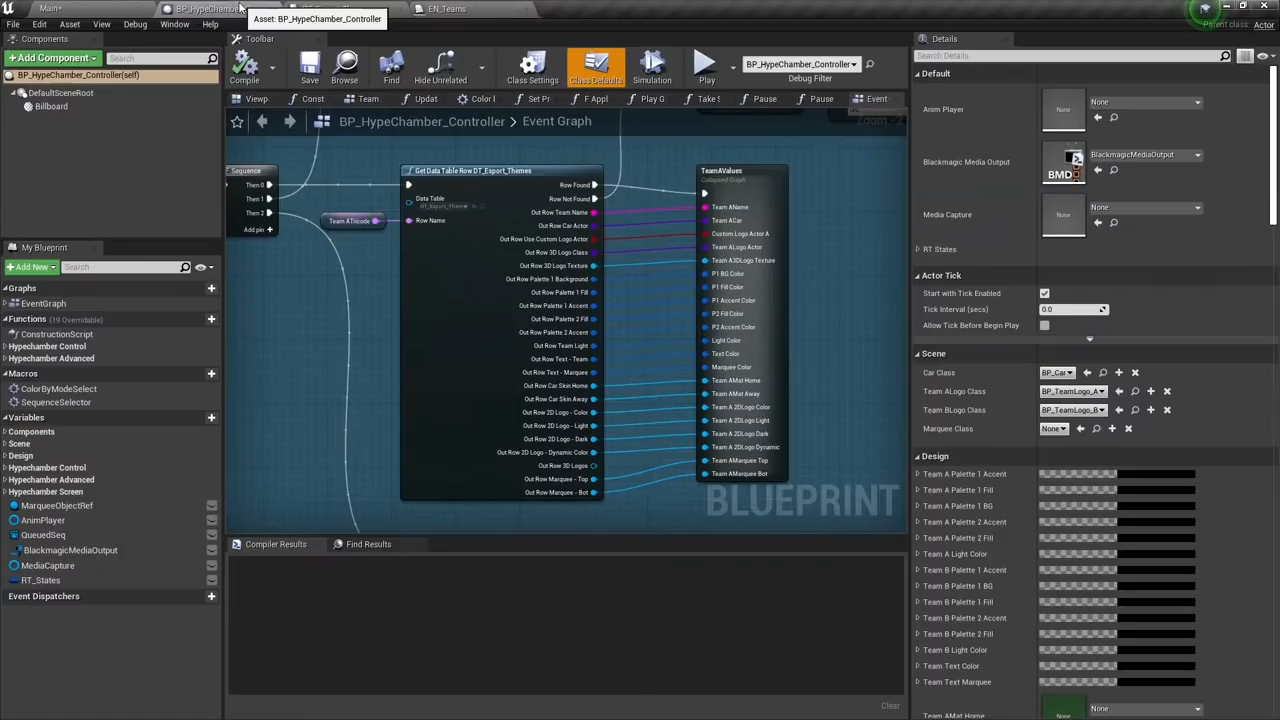 Main*
BP_HypeChamber
EN_Teams
Asset: BP_HypeChamber_Controller
File Edit Asset View Debug Window Help
Parent class: Actor
Components
Toolbar
Details
+ Add Component
Search
BP_HypeChamber_Controller(self)
DefaultSceneRoot
Billboard
Compile
Save
Browse
Find
Hide Unrelated
Class Settings
Class Defaults
Simulation
Play
BP_HypeChamber_Controller
Debug Filter
Viewp
Const
Team
Updat
Color I
Set Pr
F Appl
Play G
Take S
Pause
Pause
Event
BP_HypeChamber_Controller > Event Graph
Zoom -2
Sequence
Then 0
Then 1
Then 2
Add pin
Team ATricode
Get Data Table Row DT_Esport_Themes
Data Table
DT_Esport_Them
Row Name
Row Found
Row Not Found
Out Row Team Name
Out Row Car Actor
Out Row Use Custom Logo Actor
Out Row 3D Logo Class
Out Row 3D Logo Texture
Out Row Palette 1 Background
Out Row Palette 1 Fill
Out Row Palette 1 Accent
Out Row Palette 2 Fill
Out Row Palette 2 Accent
Out Row Team Light
Out Row Text - Team
Out Row Text - Marquee
Out Row Car Skin Home
Out Row Car Skin Away
Out Row 2D Logo - Color
Out Row 2D Logo - Light
Out Row 2D Logo - Dark
Out Row 2D Logo - Dynamic Color
Out Row 3D Logos
Out Row Marquee - Top
Out Row Marquee - Bot
TeamAValues
Collapsed Graph
Team AName
Team ACar
Custom Logo Actor A
Team ALogo Actor
Team A3DLogo Texture
P1 BG Color
P1 Fill Color
P1 Accent Color
P2 Fill Color
P2 Accent Color
Light Color
Text Color
Marquee Color
Team AMat Home
Team AMat Away
Team A 2DLogo Color
Team A 2DLogo Light
Team A 2DLogo Dark
Team A 2DLogo Dynamic
Team AMarquee Top
Team AMarquee Bot
BLUEPRINT
My Blueprint
+ Add New
Search
Graphs
EventGraph
Functions (19 Overridable)
ConstructionScript
Hypechamber Control
Hypechamber Advanced
Macros
ColorByModeSelect
SequenceSelector
Variables
Components
Scene
Design
Hypechamber Control
Hypechamber Advanced
Hypechamber Screen
MarqueeObjectRef
AnimPlayer
QueuedSeq
BlackmagicMediaOutput
MediaCapture
RT_States
Event Dispatchers
Compiler Results
Find Results
Clear
Search Details
Default
Anim Player
None
None
Blackmagic Media Output
BMD
BlackmagicMediaOutput
Media Capture
None
None
RT States
Actor Tick
Start with Tick Enabled
Tick Interval (secs)
0.0
Allow Tick Before Begin Play
Scene
Car Class
BP_Car
Team ALogo Class
BP_TeamLogo_A
Team BLogo Class
BP_TeamLogo_B
Marquee Class
None
Design
Team A Palette 1 Accent
Team A Palette 1 Fill
Team A Palette 1 BG
Team A Palette 2 Accent
Team A Palette 2 Fill
Team A Light Color
Team B Palette 1 Accent
Team B Palette 1 BG
Team B Palette 1 Fill
Team B Palette 2 Accent
Team B Palette 2 Fill
Team B Light Color
Team Text Color
Team Text Marquee
Team AMat Home
None
None